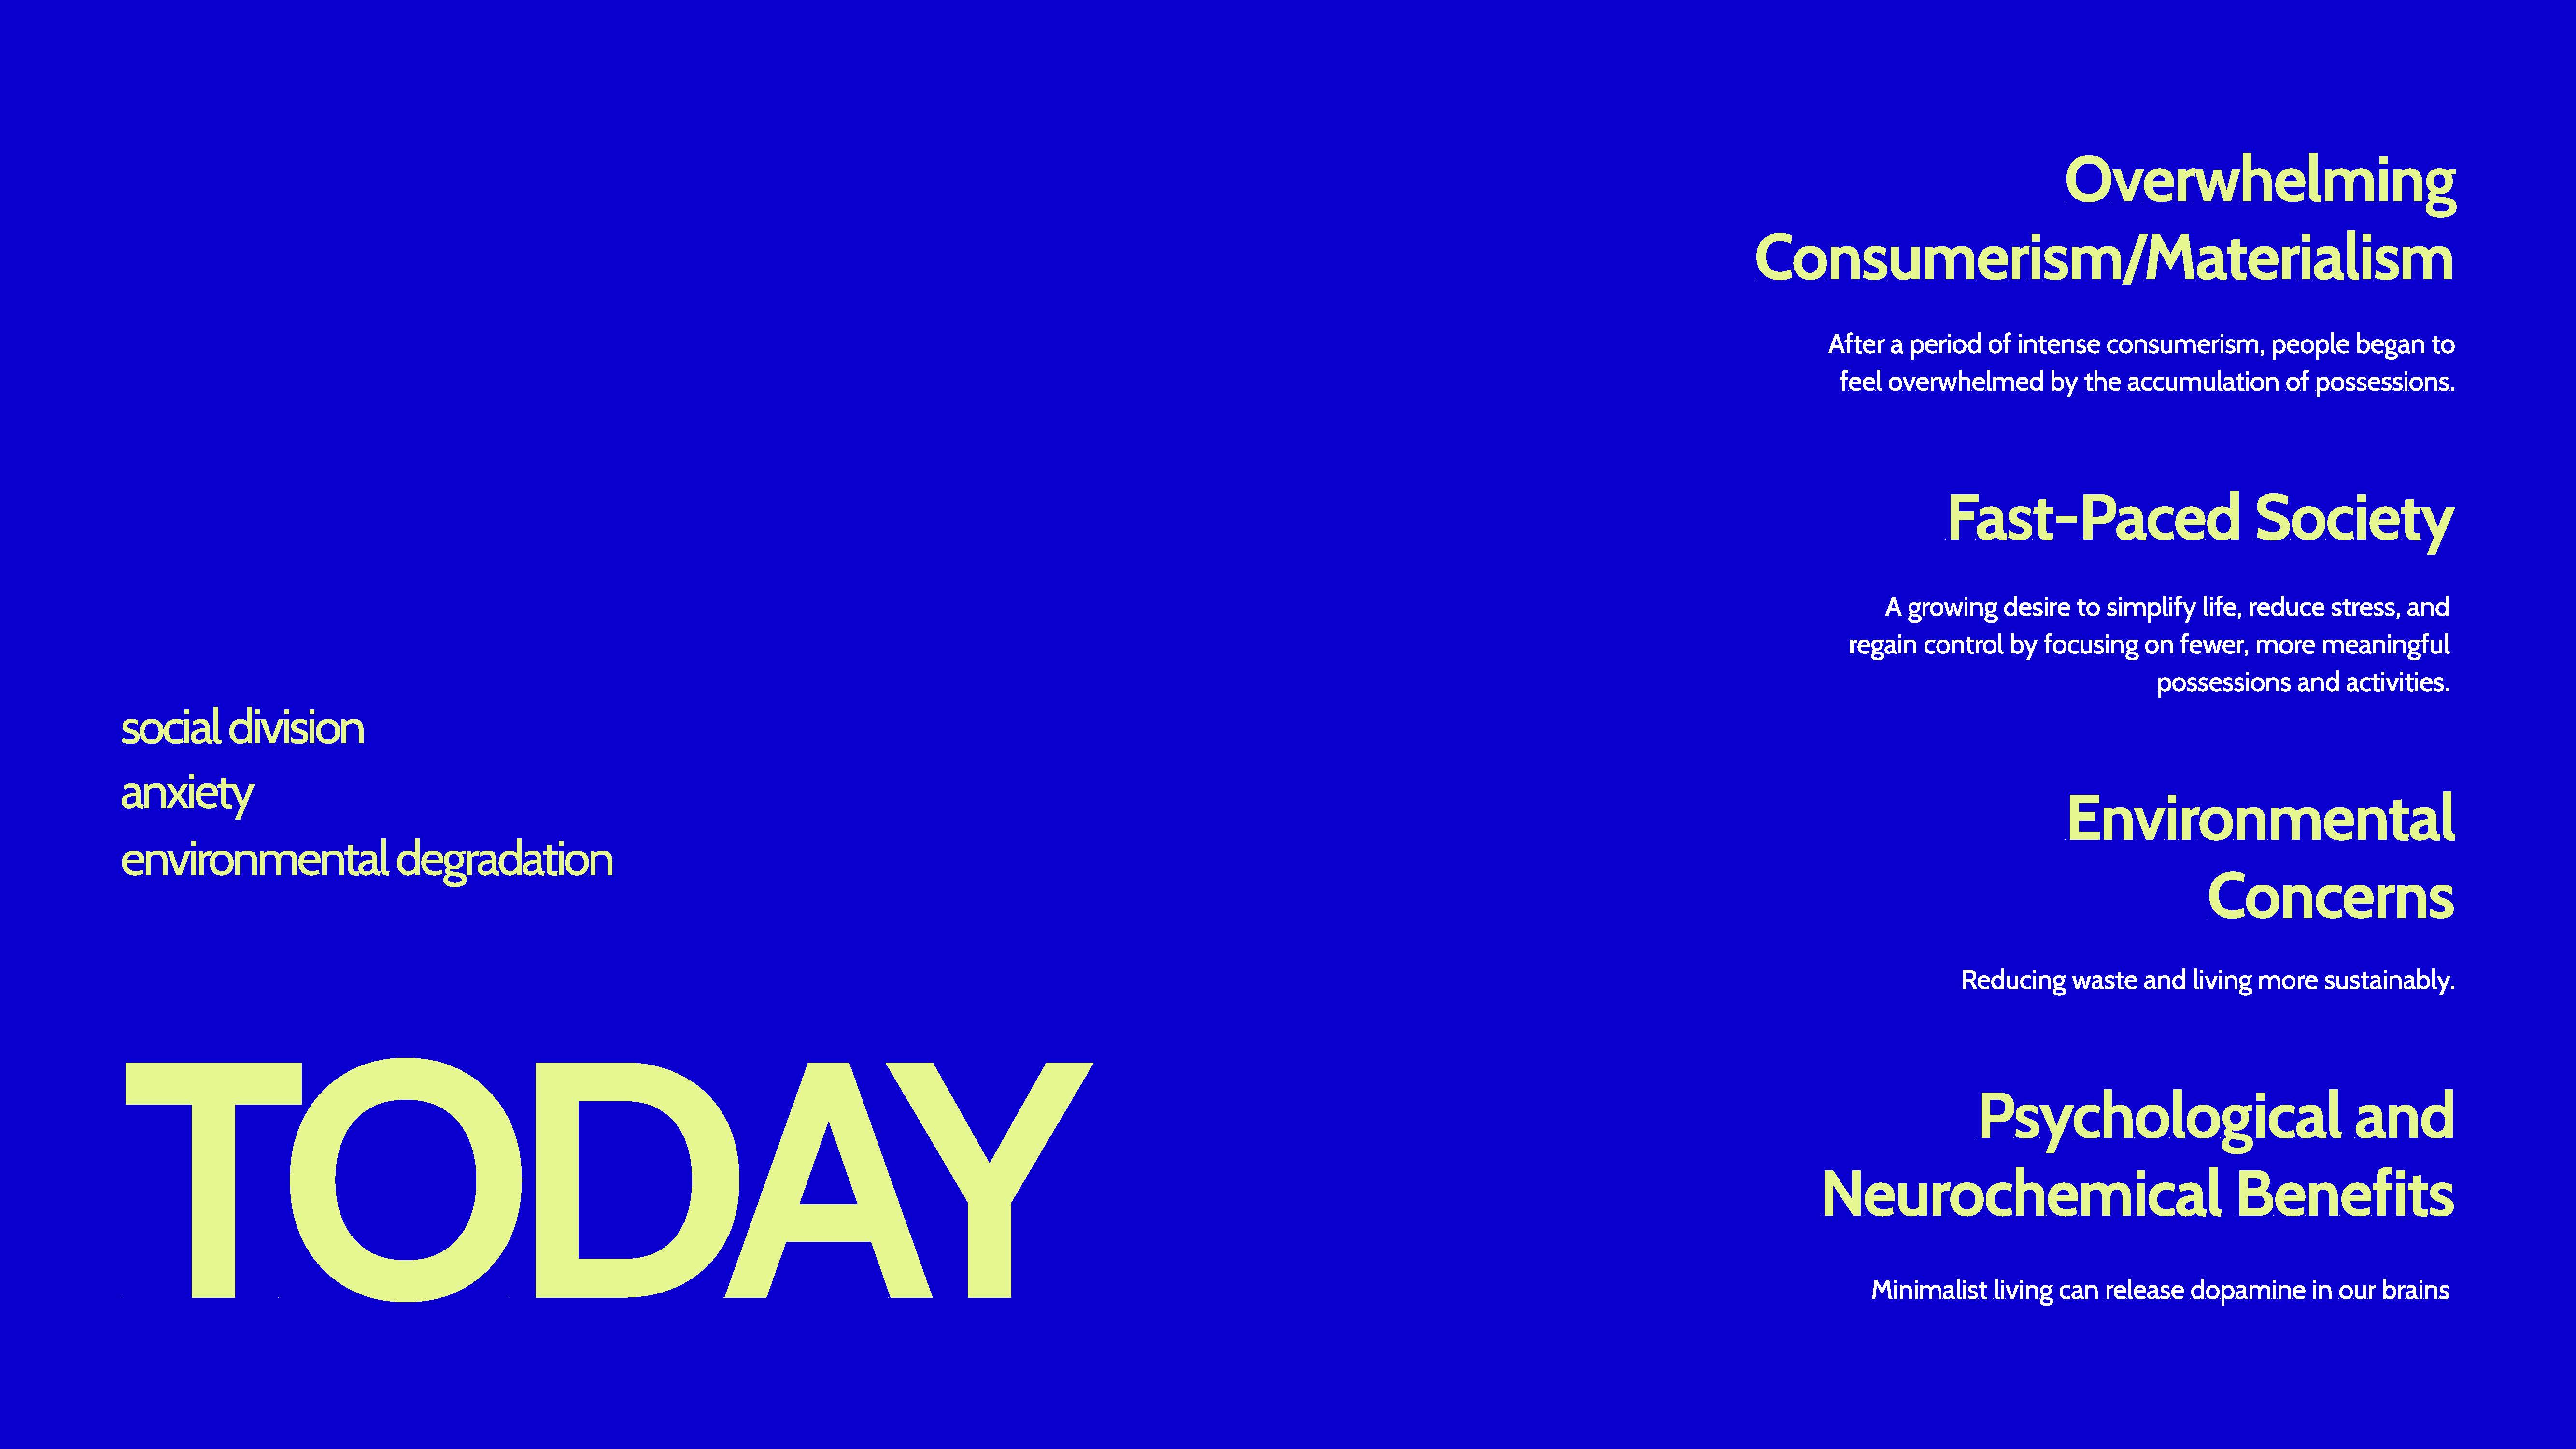 social division
anxiety
environmental degradation
TODAY
Overwhelming
Consumerism/Materialism
After a period of intense consumerism, people began to
feel overwhelmed by the accumulation of possessions.
Fast-Paced Society
A growing desire to simplify life, reduce stress, and
regain control by focusing on fewer, more meaningful
possessions and activities.
Environmental
Concerns
Reducing waste and living more sustainably.
Psychological and
Neurochemical Benefits
Minimalist living can release dopamine in our brains